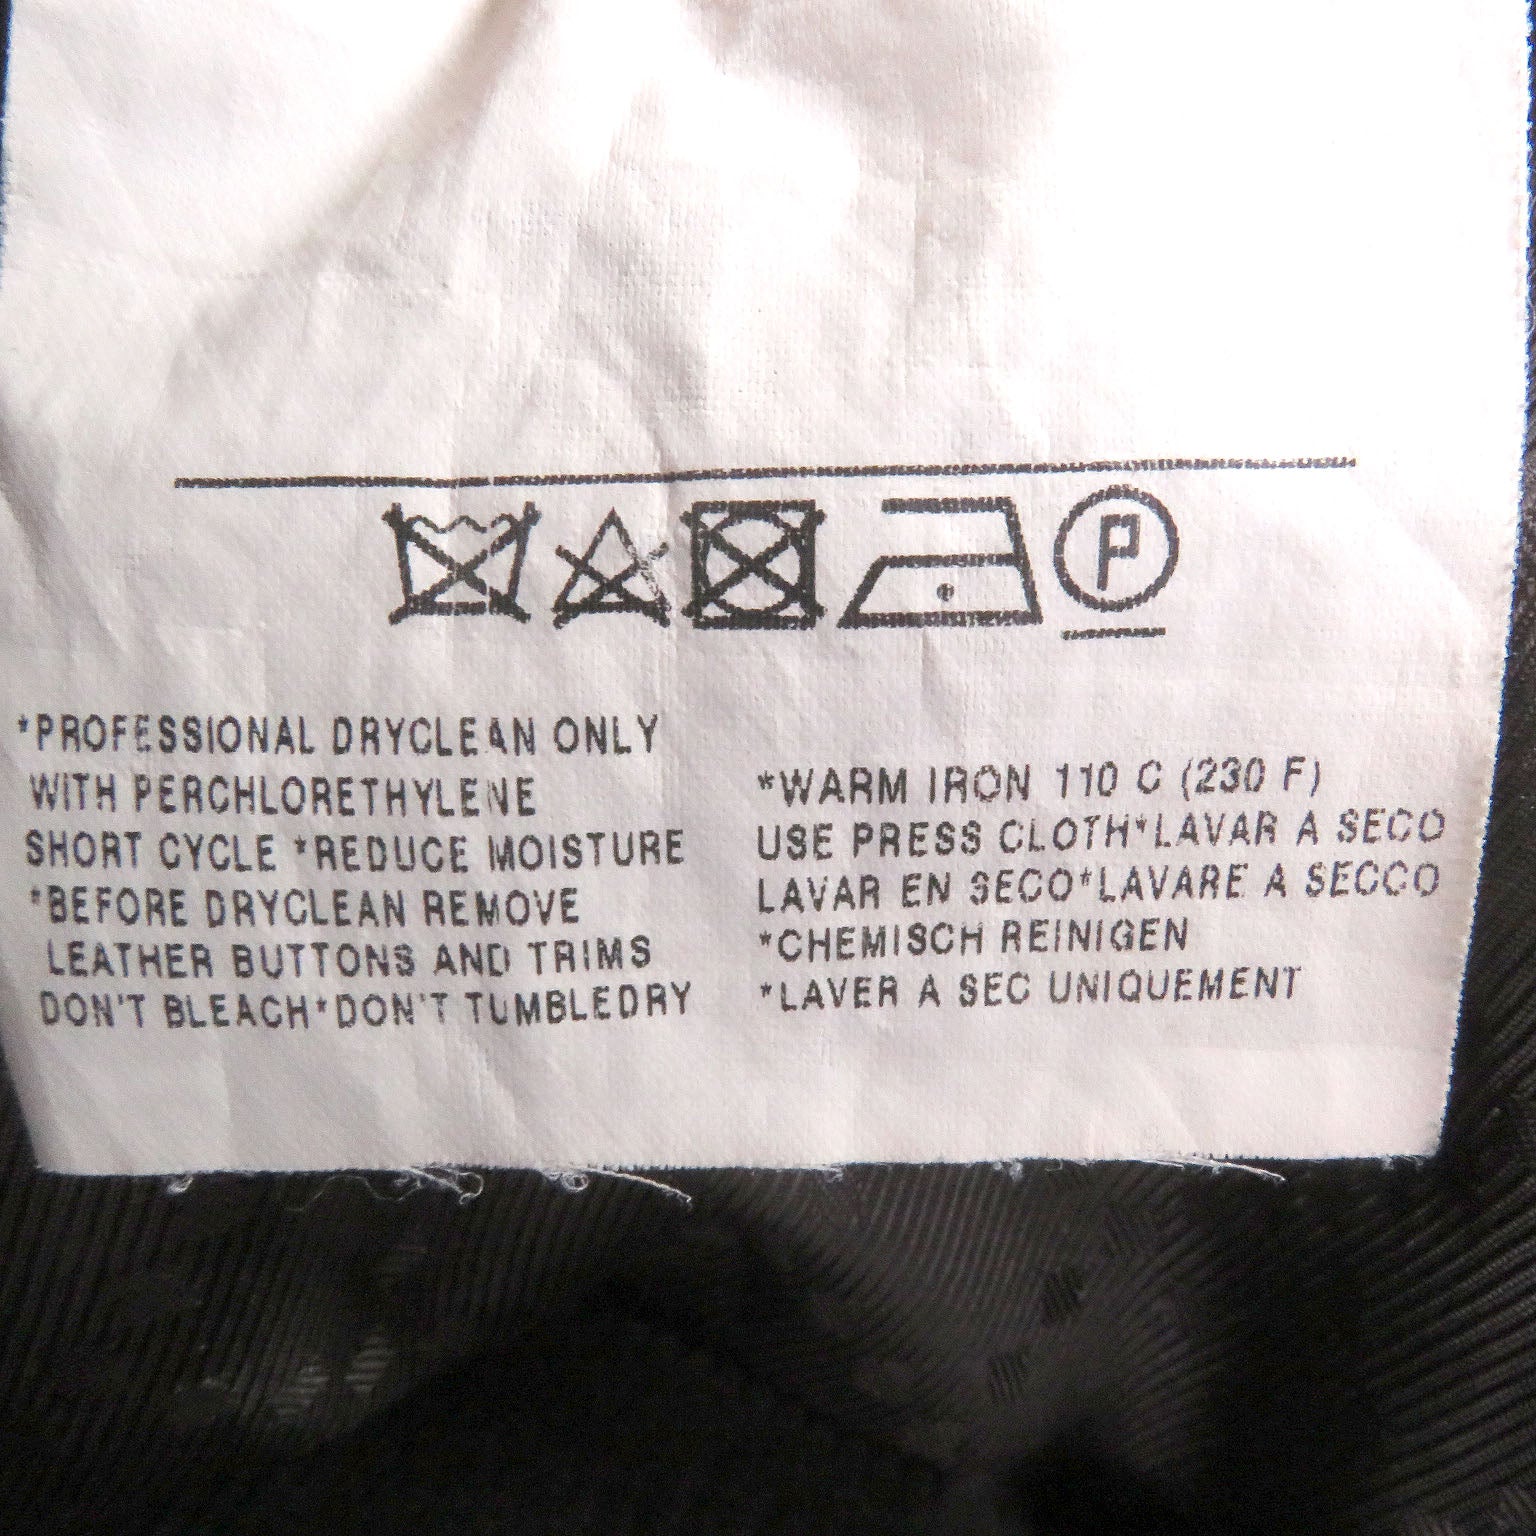 P
*PROFESSIONAL DRYCLEAN ONLY
WITH PERCHLORETHYLENE
SHORT CYCLE *REDUCE MOISTURE
*BEFORE DRYCLEAN REMOVE
LEATHER BUTTONS AND TRIMS
DON'T BLEACH*DON'T TUMBLEDRY
*WARM IRON 110 C (230 F)
USE PRESS CLOTH*LAVAR A SECO
LAVAR EN SECO*LAVARE A SECCO
*CHEMISCH REINIGEN
*LAVER A SEC UNIQUEMENT